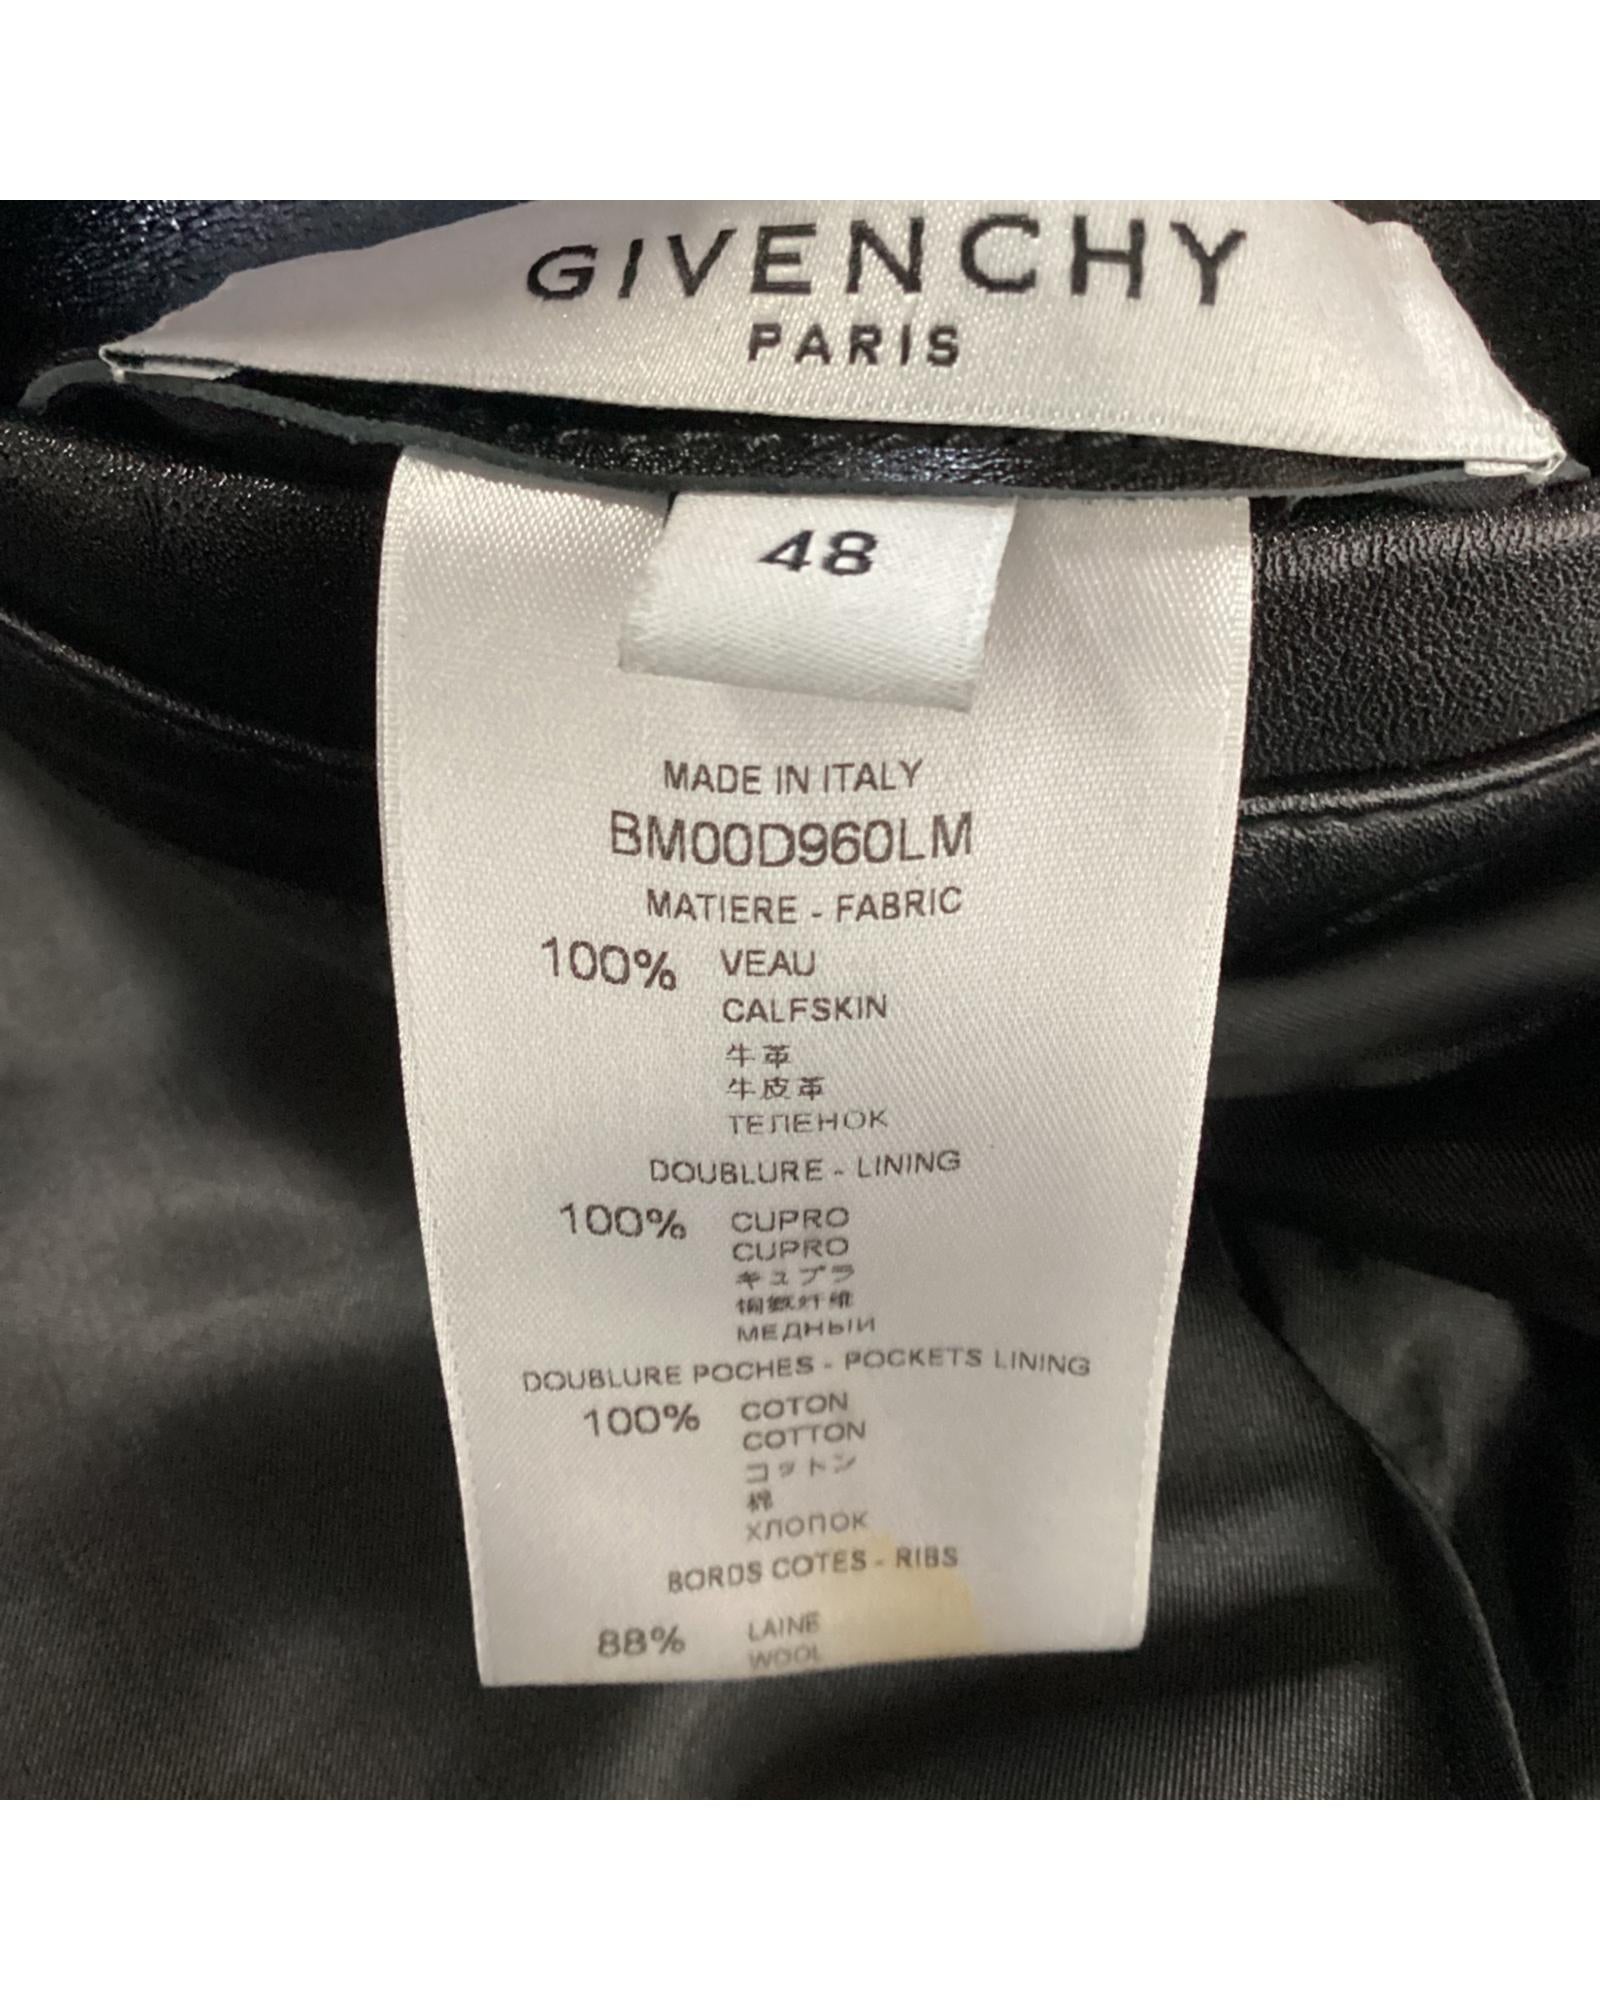 GIVENCHY
PARIS
48
MADE IN ITALY
BM00D960LM
MATIERE - FABRIC
100% VEAU
CALFSKIN
牛革
牛皮革
ТЕЛЕНОК
DOUBLURE - LINING
100% CUPRO
CUPRO
キュプラ
铜氨纤维
МЕДНЫЙ
DOUBLURE POCHES - POCKETS LINING
100% COTON
COTTON
コットン
棉
ХЛОПОК
BORDS COTES - RIBS
88% LAINE
WOOL